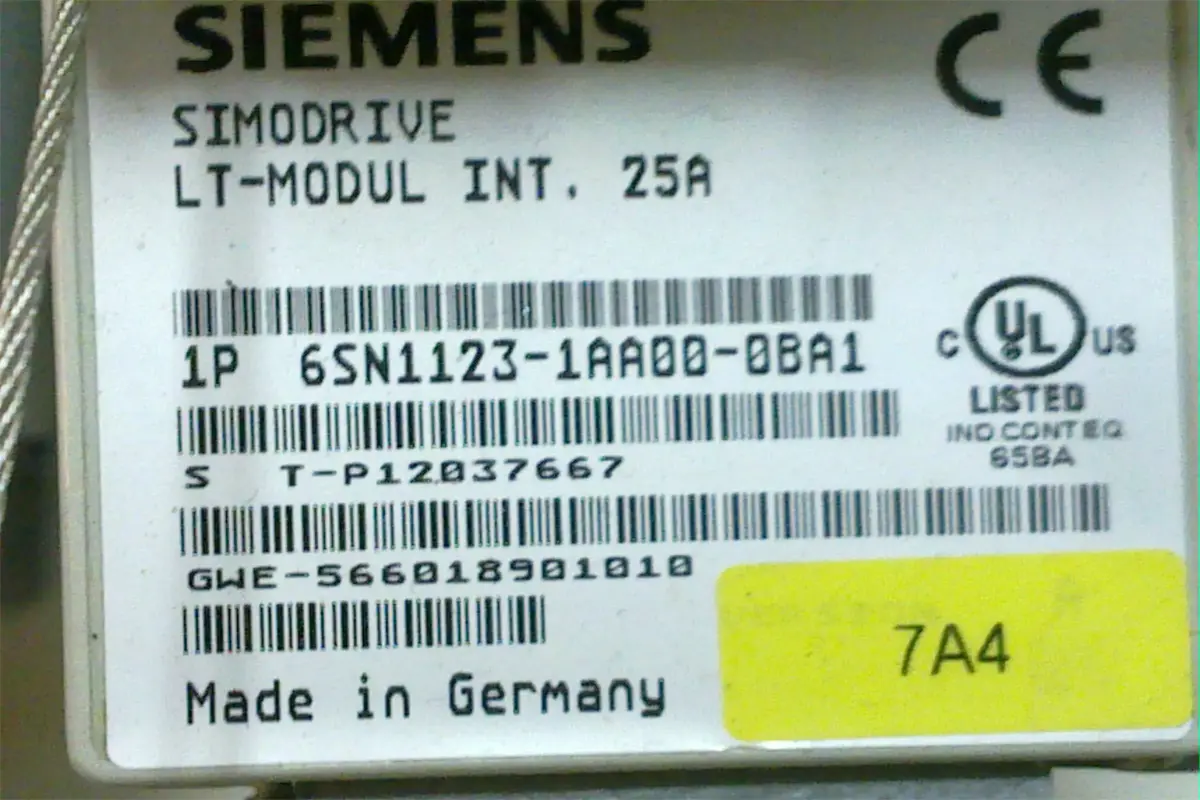 SIEMENS
CE
SIMODRIVE
LT-MODUL INT. 25A
1P 6SN1123-1AA00-0BA1
C UL US
LISTED
IND CONT EQ
65BA
S T-P12037667
GWE-566018901010
7A4
Made in Germany